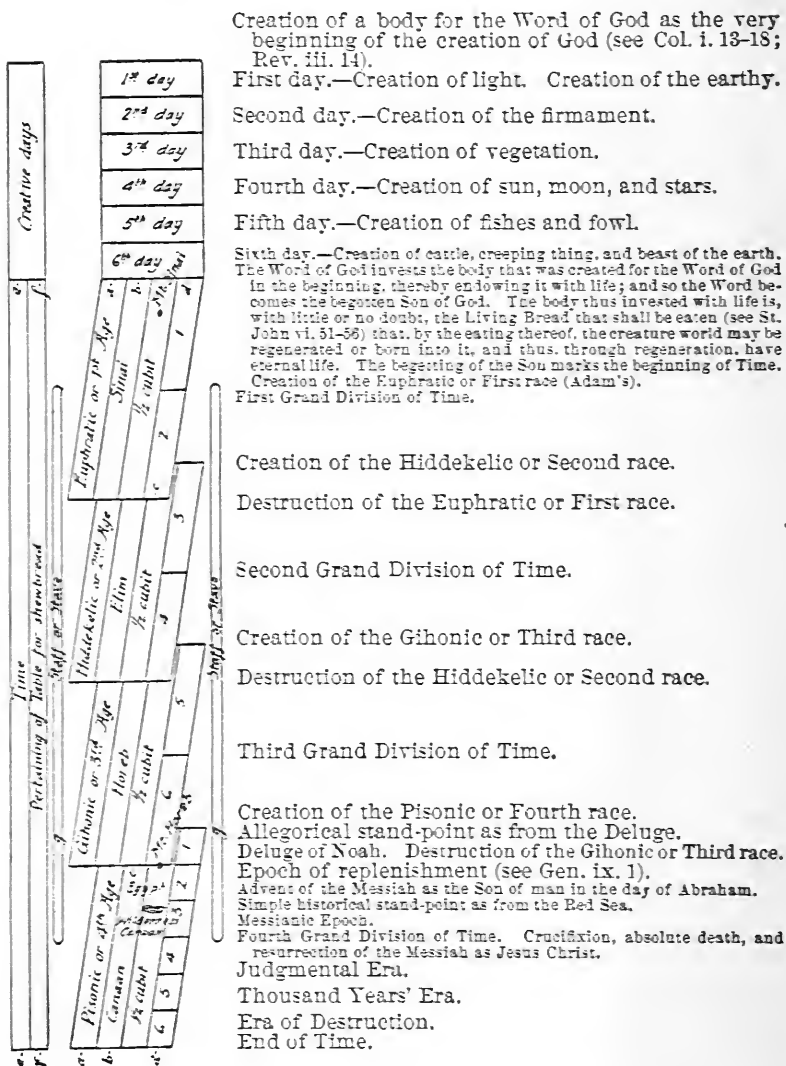 Creation of a body for the Word of God as the very
beginning of the creation of God (see Col. i. 13-18;
Rev. iii. 14).
1st day
First day.—Creation of light. Creation of the earthy.
2nd day
Second day.—Creation of the firmament.
3rd day
Third day.—Creation of vegetation.
4th day
Fourth day.—Creation of sun, moon, and stars.
5th day
Fifth day.—Creation of fishes and fowl.
6th day
Creative days
Sixth day.—Creation of cattle, creeping thing, and beast of the earth.
The Word of God invests the body that was created for the Word of God
in the beginning, thereby endowing it with life; and so the Word be-
comes the begotten Son of God. The body thus invested with life is,
with little or no doubt, the Living Bread that shall be eaten (see St.
John vi. 51-56) that, by the eating thereof, the creature world may be
regenerated or born into it, and thus, through regeneration, have
eternal life. The begetting of the Son marks the beginning of Time.
Creation of the Euphratic or First race (Adam's).
First Grand Division of Time.
Creation of the Hiddekelic or Second race.
Destruction of the Euphratic or First race.
Second Grand Division of Time.
Creation of the Gihonic or Third race.
Destruction of the Hiddekelic or Second race.
Third Grand Division of Time.
Creation of the Pisonic or Fourth race.
Allegorical stand-point as from the Deluge.
Deluge of Noah. Destruction of the Gihonic or Third race.
Epoch of replenishment (see Gen. ix. 1).
Advent of the Messiah as the Son of man in the day of Abraham.
Simple historical stand-point as from the Red Sea.
Messianic Epoch.
Fourth Grand Division of Time. Crucifixion, absolute death, and
resurrection of the Messiah as Jesus Christ.
Judgmental Era.
Thousand Years' Era.
Era of Destruction.
End of Time.
Time
Pertaining of Table for shewbread
Staff or Stave
Staff or Stave
Euphratic or 1st Age
Sinai
1/2 cubit
Mt. Sinai
Hiddekelic or 2nd Age
Elim
1/2 cubit
Gihonic or 3rd Age
Horeb
1/2 cubit
Pisonic or 4th Age
Canaan
1/2 cubit
Egypt
Canaan
1
2
3
4
5
6
1
2
3
4
5
6
e.
f.
a.
b.
d
c
g
g
c
a.
b.